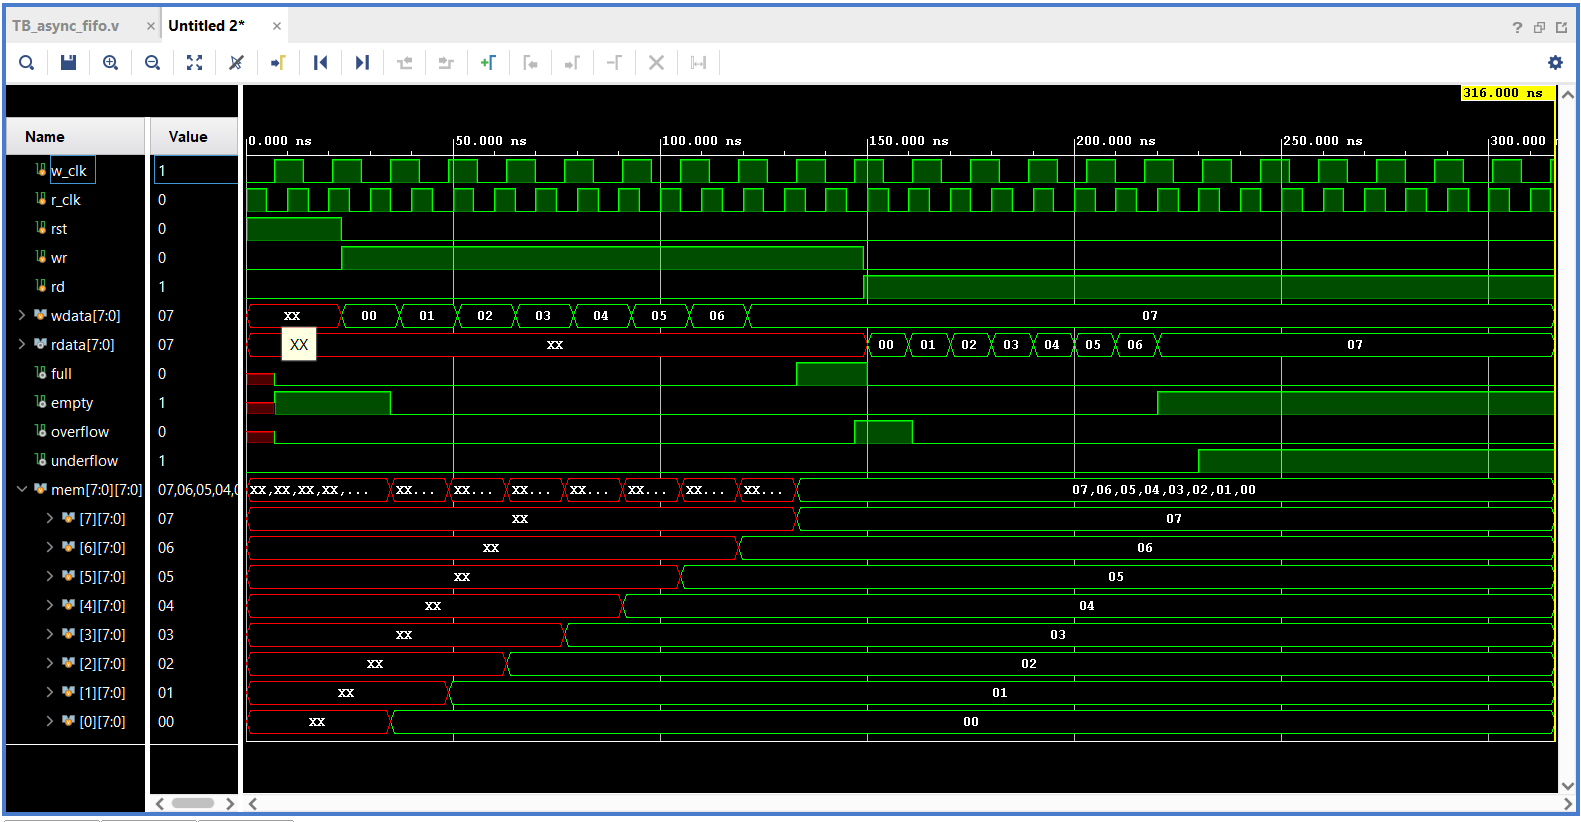 TB_async_fifo.v × Untitled 2* × ?
316.000 ns
Name Value 0.000 ns 50.000 ns 100.000 ns 150.000 ns 200.000 ns 250.000 ns 300.000
w_clk 1
r_clk 0
rst 0
wr 0
rd 1
wdata[7:0] 07 XX 00 01 02 03 04 05 06 07
rdata[7:0] 07 XX XX 00 01 02 03 04 05 06 07
full 0
empty 1
overflow 0
underflow 1
mem[7:0][7:0] 07,06,05,04,0 XX,XX,XX,XX,... XX... XX... XX... XX... XX... XX... XX... 07,06,05,04,03,02,01,00
[7][7:0] 07 XX 07
[6][7:0] 06 XX 06
[5][7:0] 05 XX 05
[4][7:0] 04 XX 04
[3][7:0] 03 XX 03
[2][7:0] 02 XX 02
[1][7:0] 01 XX 01
[0][7:0] 00 XX 00